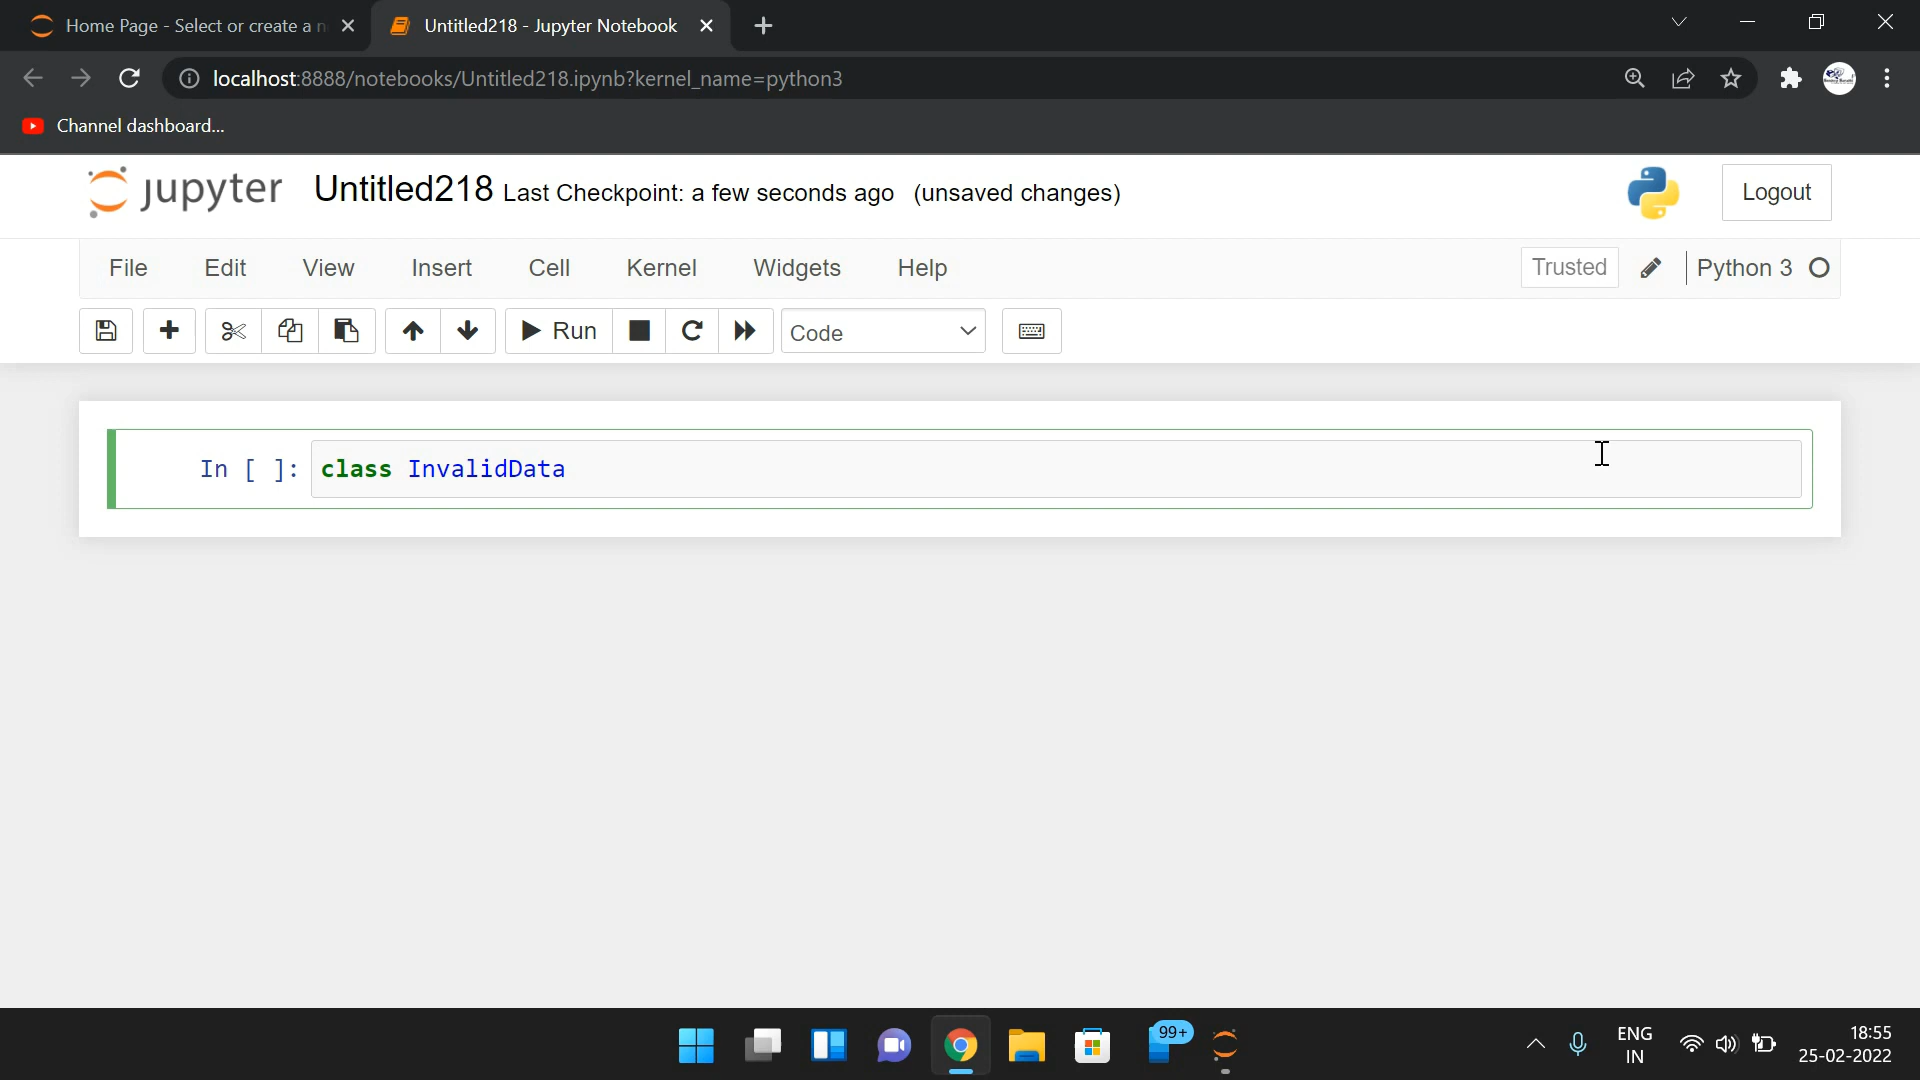 Home Page - Select or create a n
Untitled218 - Jupyter Notebook
localhost:8888/notebooks/Untitled218.ipynb?kernel_name=python3
Channel dashboard...
jupyter Untitled218 Last Checkpoint: a few seconds ago (unsaved changes)
Logout
File Edit View Insert Cell Kernel Widgets Help
Trusted Python 3
Run Code
In [ ]: class InvalidData
99+
ENG
IN
18:55
25-02-2022